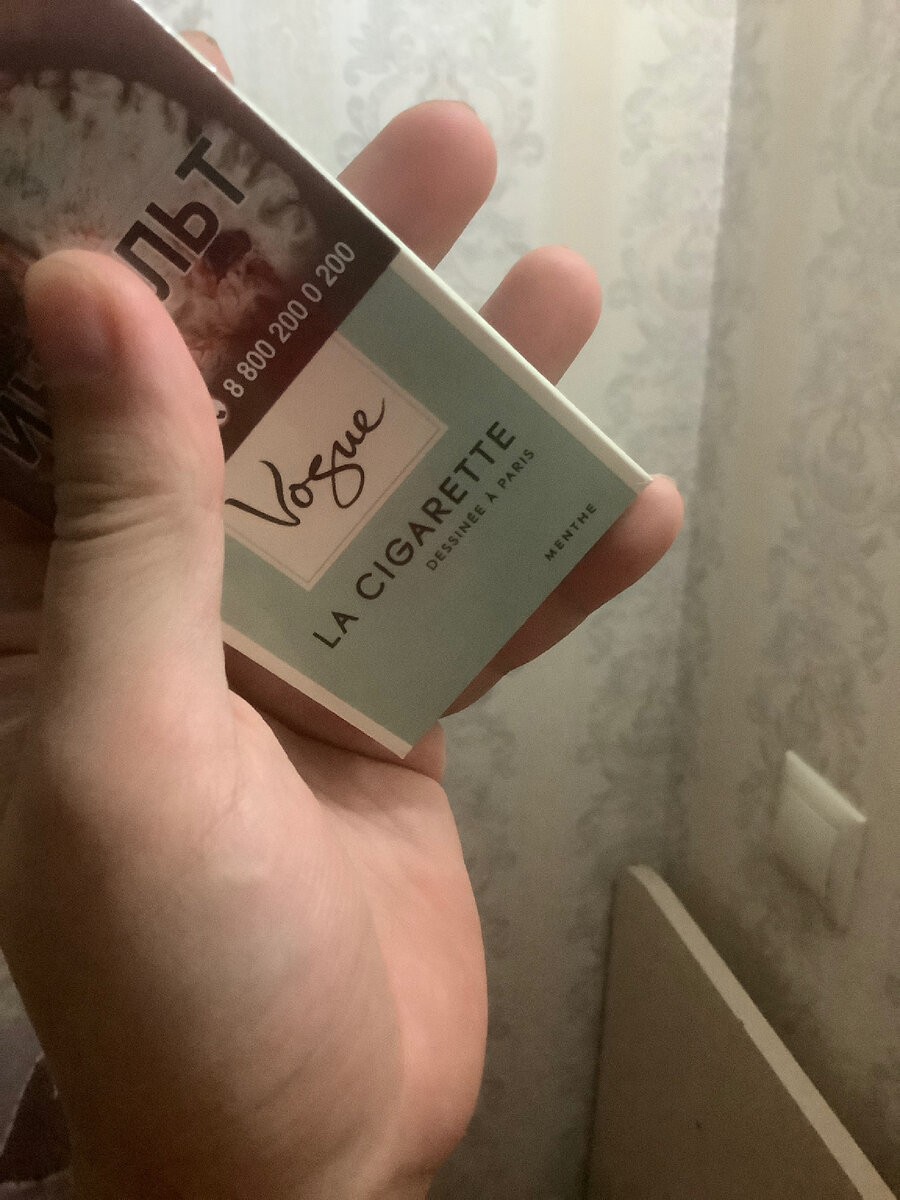 8 800 200 0 200
Vogue
LA CIGARETTE
DESSINÉE À PARIS
MENTHE